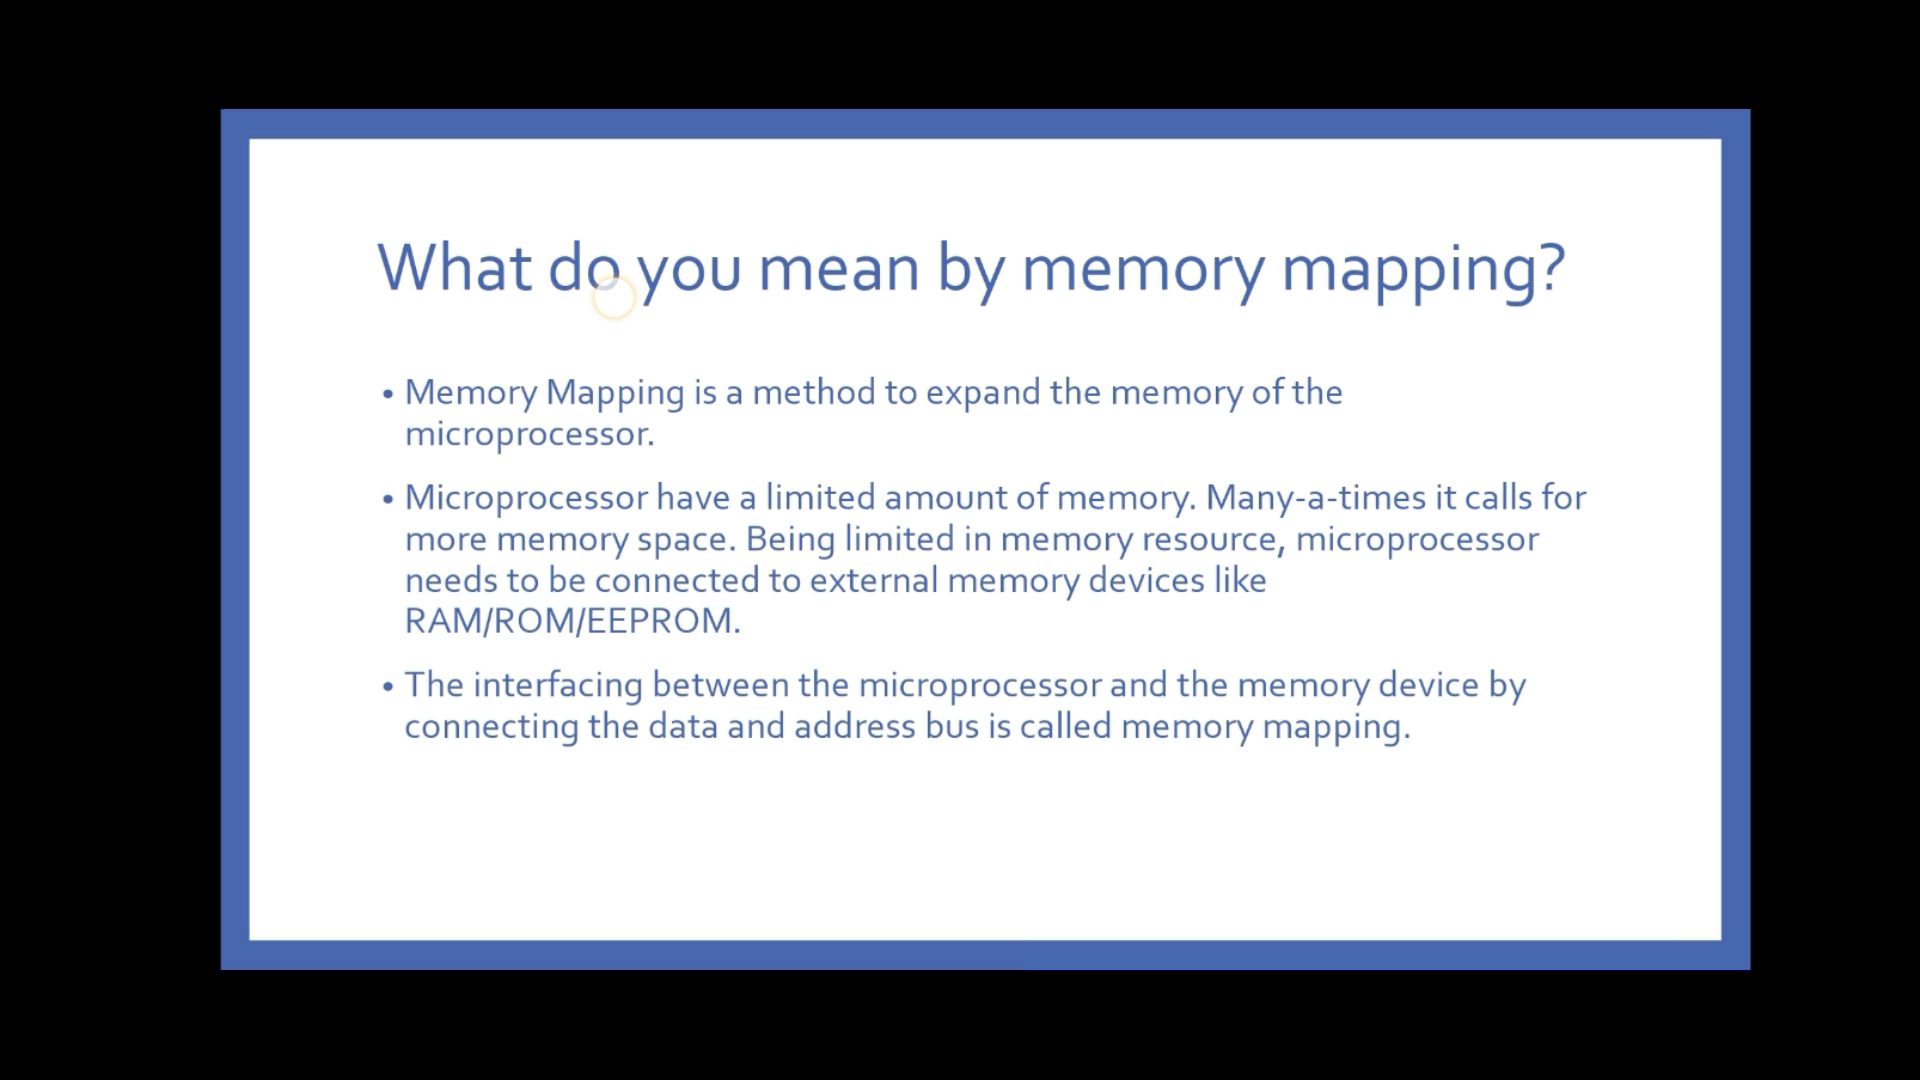 What do you mean by memory mapping?
• Memory Mapping is a method to expand the memory of the
microprocessor.
• Microprocessor have a limited amount of memory. Many-a-times it calls for
more memory space. Being limited in memory resource, microprocessor
needs to be connected to external memory devices like
RAM/ROM/EEPROM.
• The interfacing between the microprocessor and the memory device by
connecting the data and address bus is called memory mapping.